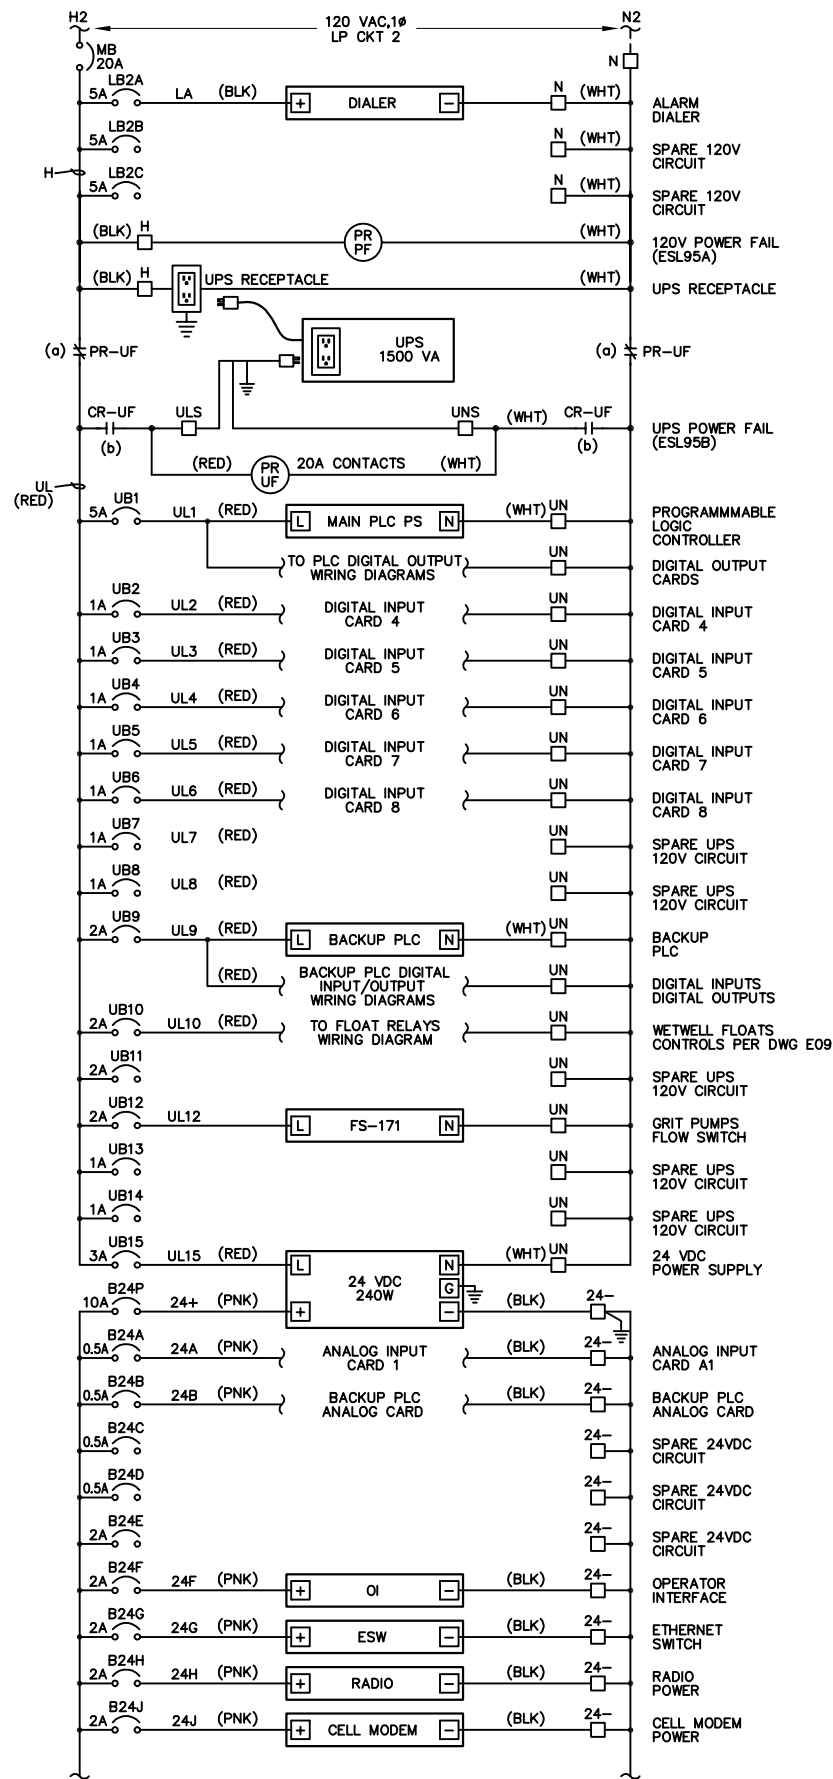 H2
120 VAC,1ø
LP CKT 2
N2
MB
20A
N
LB2A
5A LA (BLK) + DIALER - N (WHT) ALARM
DIALER
LB2B
5A N (WHT) SPARE 120V
CIRCUIT
H
LB2C
5A N (WHT) SPARE 120V
CIRCUIT
(BLK) H PR
PF (WHT) 120V POWER FAIL
(ESL95A)
(BLK) H UPS RECEPTACLE (WHT) UPS RECEPTACLE
UPS
1500 VA
(a) PR-UF (a) PR-UF
CR-UF
(b) ULS UNS (WHT) CR-UF
(b) UPS POWER FAIL
(ESL95B)
(RED) PR
UF 20A CONTACTS (WHT)
UL
(RED)
UB1
5A UL1 (RED) L MAIN PLC PS N (WHT) UN PROGRAMMMABLE
LOGIC
CONTROLLER
TO PLC DIGITAL OUTPUT
WIRING DIAGRAMS UN DIGITAL OUTPUT
CARDS
UB2
1A UL2 (RED) DIGITAL INPUT
CARD 4 UN DIGITAL INPUT
CARD 4
UB3
1A UL3 (RED) DIGITAL INPUT
CARD 5 UN DIGITAL INPUT
CARD 5
UB4
1A UL4 (RED) DIGITAL INPUT
CARD 6 UN DIGITAL INPUT
CARD 6
UB5
1A UL5 (RED) DIGITAL INPUT
CARD 7 UN DIGITAL INPUT
CARD 7
UB6
1A UL6 (RED) DIGITAL INPUT
CARD 8 UN DIGITAL INPUT
CARD 8
UB7
1A UL7 (RED) UN SPARE UPS
120V CIRCUIT
UB8
1A UL8 (RED) UN SPARE UPS
120V CIRCUIT
UB9
2A UL9 (RED) L BACKUP PLC N (WHT) UN BACKUP
PLC
(RED) BACKUP PLC DIGITAL
INPUT/OUTPUT
WIRING DIAGRAMS UN DIGITAL INPUTS
DIGITAL OUTPUTS
UB10
2A UL10 (RED) TO FLOAT RELAYS
WIRING DIAGRAM UN WETWELL FLOATS
CONTROLS PER DWG E09
UB11
2A UN SPARE UPS
120V CIRCUIT
UB12
2A UL12 L FS-171 N UN GRIT PUMPS
FLOW SWITCH
UB13
1A UN SPARE UPS
120V CIRCUIT
UB14
1A UN SPARE UPS
120V CIRCUIT
UB15
3A UL15 (RED) L N (WHT) UN 24 VDC
POWER SUPPLY
24 VDC
240W G
B24P
10A 24+ (PNK) + - (BLK) 24-
B24A
0.5A 24A (PNK) ANALOG INPUT
CARD 1 (BLK) 24- ANALOG INPUT
CARD A1
B24B
0.5A 24B (PNK) BACKUP PLC
ANALOG CARD (BLK) 24- BACKUP PLC
ANALOG CARD
B24C
0.5A 24- SPARE 24VDC
CIRCUIT
B24D
0.5A 24- SPARE 24VDC
CIRCUIT
B24E
2A 24- SPARE 24VDC
CIRCUIT
B24F
2A 24F (PNK) + OI - (BLK) 24- OPERATOR
INTERFACE
B24G
2A 24G (PNK) + ESW - (BLK) 24- ETHERNET
SWITCH
B24H
2A 24H (PNK) + RADIO - (BLK) 24- RADIO
POWER
B24J
2A 24J (PNK) + CELL MODEM - (BLK) 24- CELL MODEM
POWER